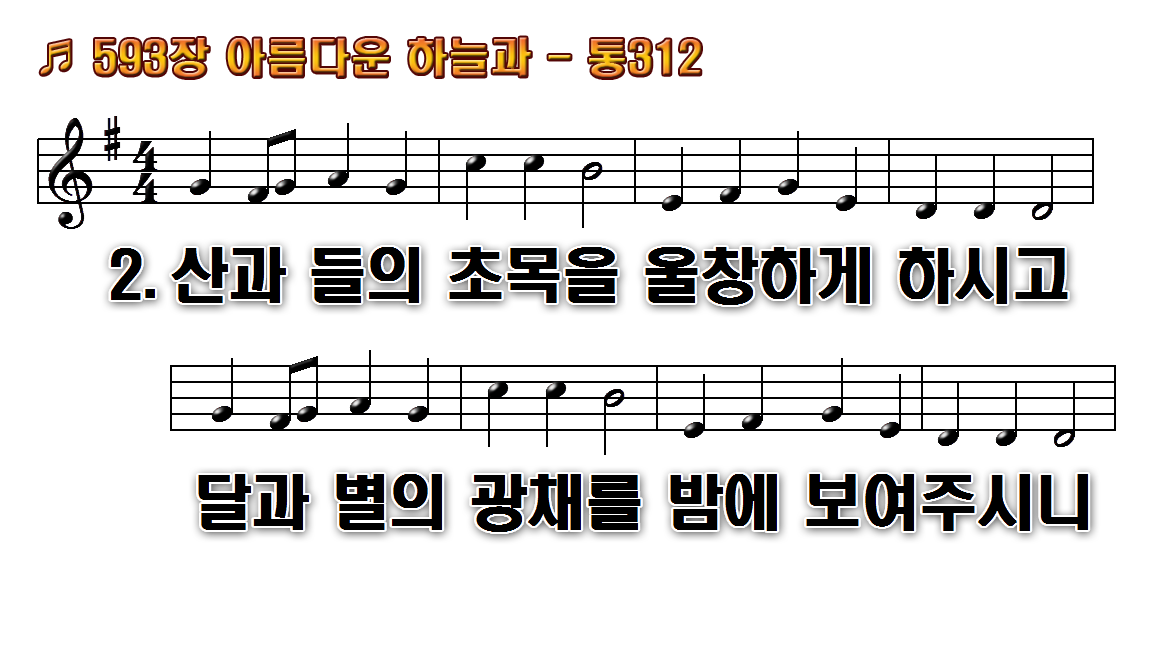 593장 아름다운 하늘과 - 통312
4
4
2. 산과 들의 초목을 울창하게 하시고
달과 별의 광채를 밤에 보여주시니